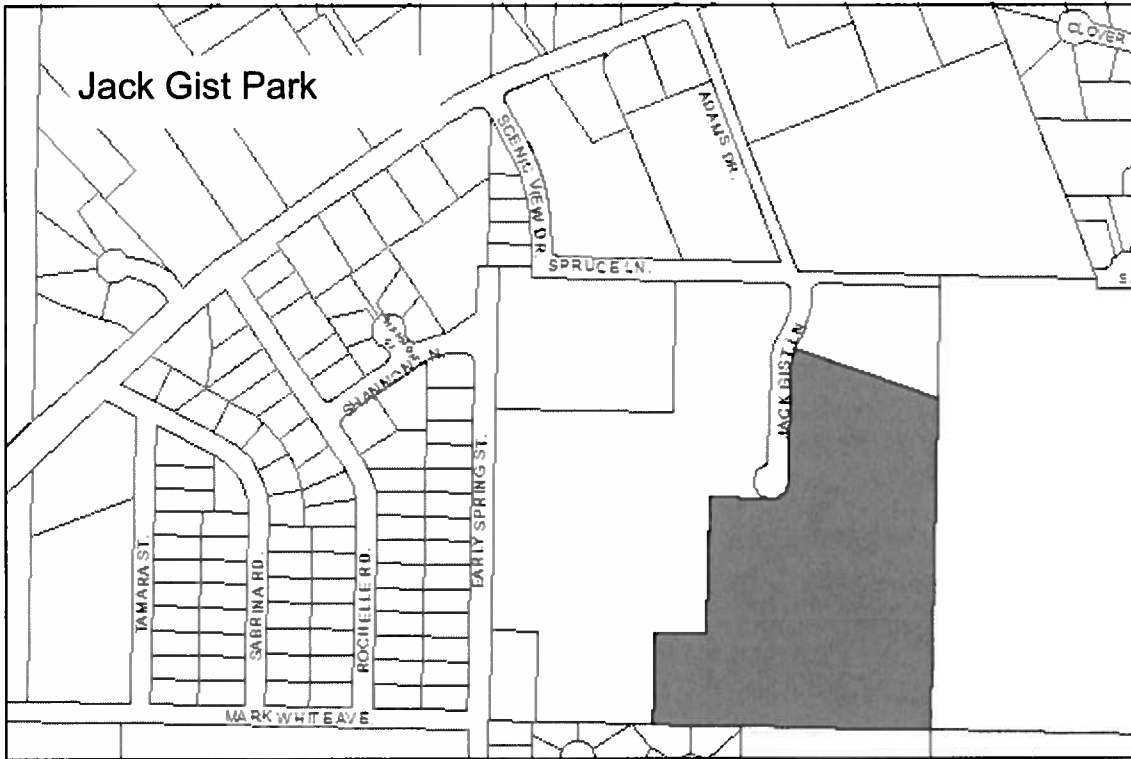 Jack Gist Park
CLOVER
SCENIC VIEW DR.
ADAMS DR.
SPRUCE LN.
S
SHANNONS LN
JACK GIST LN
EARLY SPRING ST.
TAMARA ST.
SABRINA RD.
ROCHELLE RD.
MARK WHITE AVE.